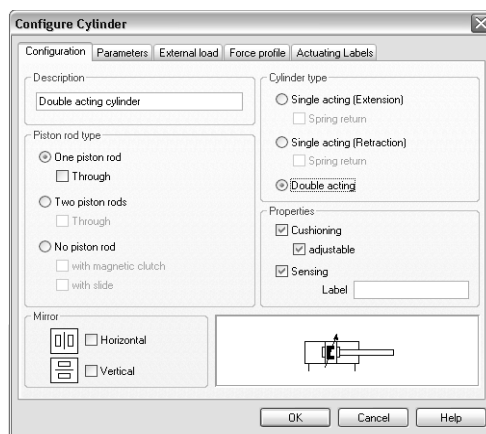 Configure Cylinder
Configuration Parameters External load Force profile Actuating Labels
Description
Double acting cylinder
Piston rod type
One piston rod
Through
Two piston rods
Through
No piston rod
with magnetic clutch
with slide
Cylinder type
Single acting (Extension)
Spring return
Single acting (Retraction)
Spring return
Double acting
Properties
Cushioning
adjustable
Sensing
Label
Mirror
Horizontal
Vertical
OK Cancel Help